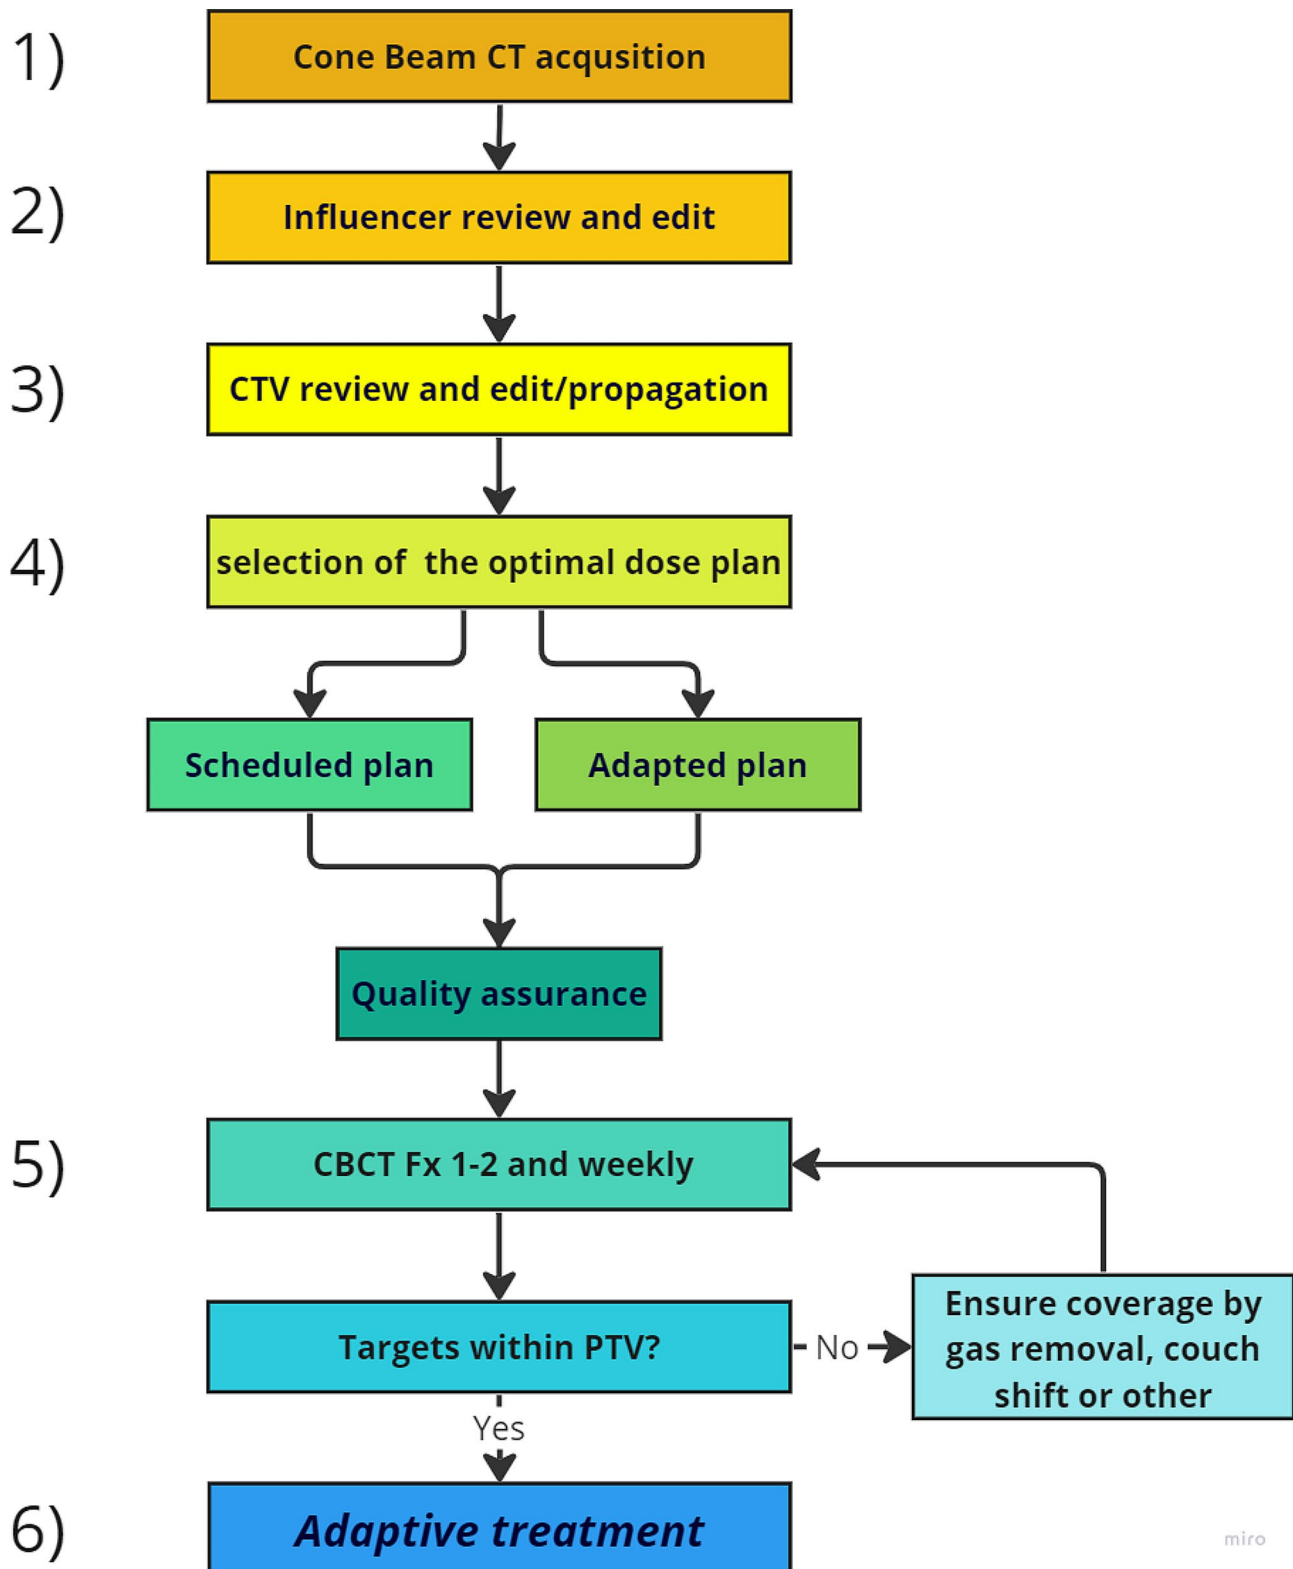 1)
Cone Beam CT acqusition
2)
Influencer review and edit
3)
CTV review and edit/propagation
4)
selection of  the optimal dose plan
Scheduled plan
Adapted plan
Quality assurance
5)
CBCT Fx 1-2 and weekly
Targets within PTV?
No
Ensure coverage by
gas removal, couch
shift or other
Yes
6)
Adaptive treatment
miro